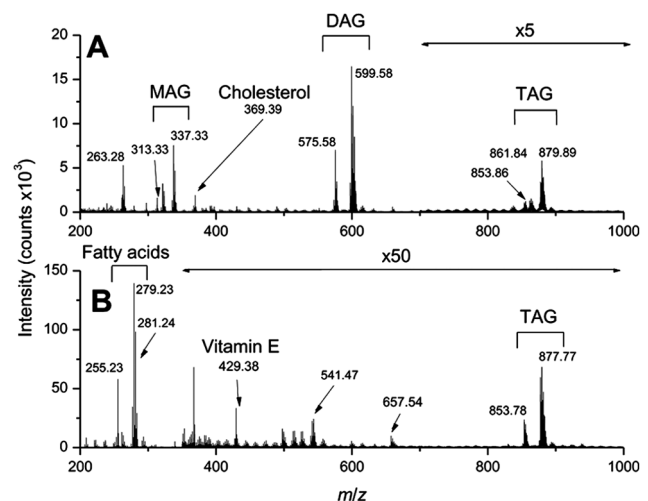 A
DAG
x5
MAG
Cholesterol
369.39
599.58
TAG
263.28
313.33
337.33
575.58
853.86
861.84
879.89
20
15
10
5
0
200
400
600
800
1000
Intensity (counts x10³)
B
Fatty acids
x50
279.23
281.24
255.23
Vitamin E
429.38
541.47
657.54
TAG
877.77
853.78
150
100
50
0
200
400
600
800
1000
m/z